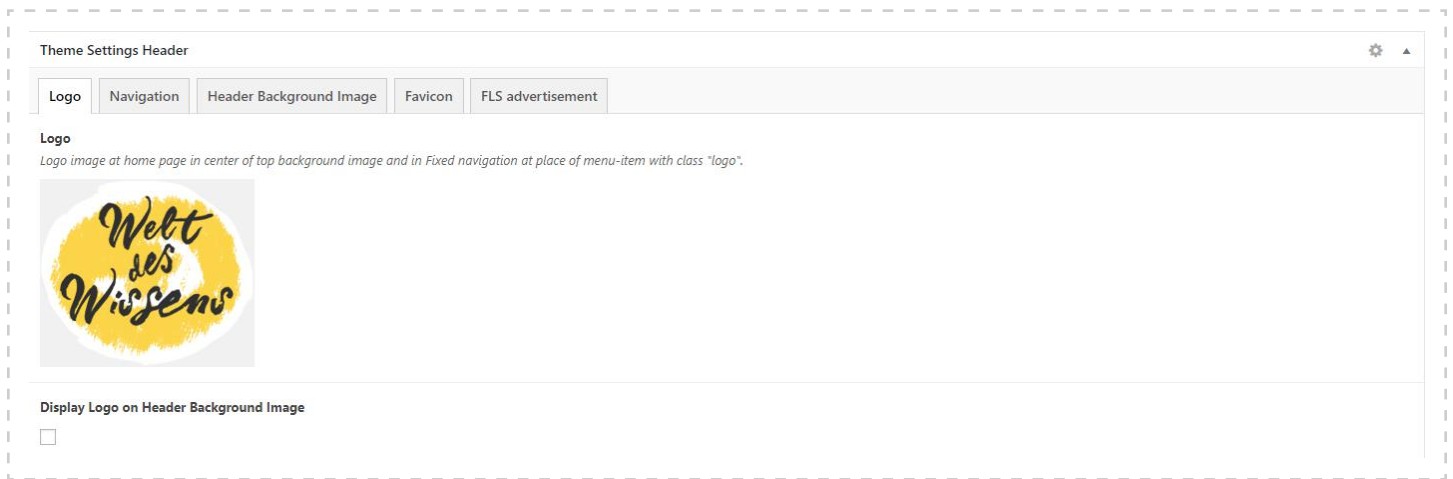 Theme Settings Header
Logo Navigation Header Background Image Favicon FLS advertisement
Logo
Logo image at home page in center of top background image and in Fixed navigation at place of menu-item with class "logo".
Welt
des
Wissens
Display Logo on Header Background Image